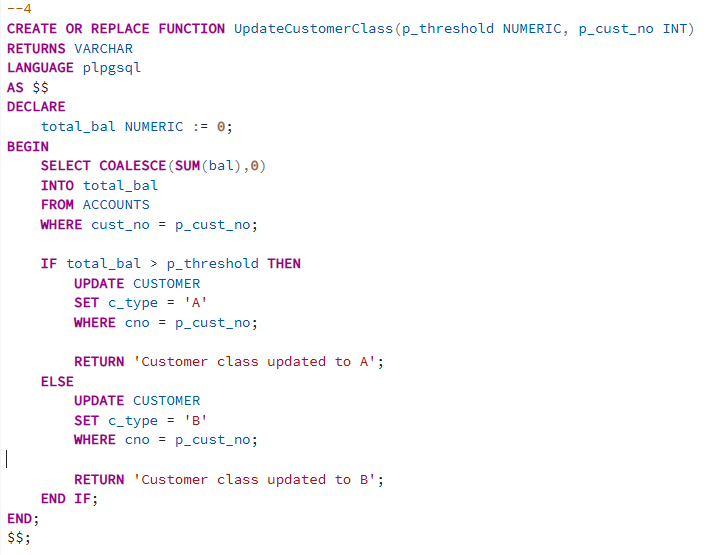 --4
CREATE OR REPLACE FUNCTION UpdateCustomerClass(p_threshold NUMERIC, p_cust_no INT)
RETURNS VARCHAR
LANGUAGE plpgsql
AS $$
DECLARE
    total_bal NUMERIC := 0;
BEGIN
    SELECT COALESCE(SUM(bal),0)
    INTO total_bal
    FROM ACCOUNTS
    WHERE cust_no = p_cust_no;

    IF total_bal > p_threshold THEN
        UPDATE CUSTOMER
        SET c_type = 'A'
        WHERE cno = p_cust_no;

        RETURN 'Customer class updated to A';
    ELSE
        UPDATE CUSTOMER
        SET c_type = 'B'
        WHERE cno = p_cust_no;

        RETURN 'Customer class updated to B';
    END IF;
END;
$$;